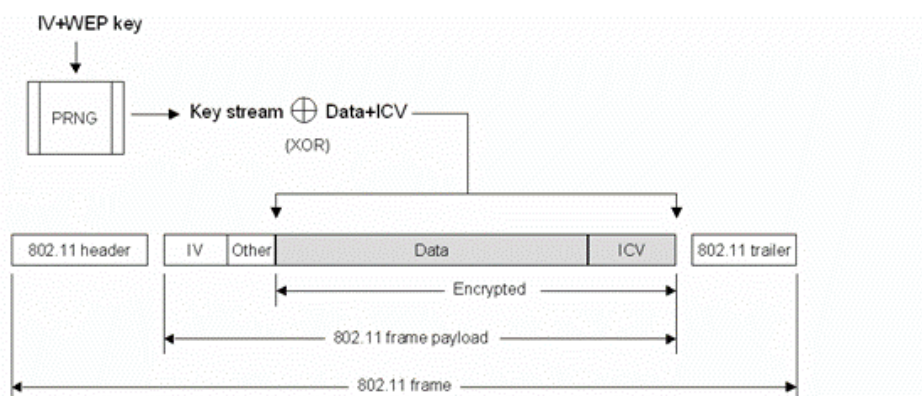 IV+WEP key
PRNG
Key stream ⊕ Data+ICV
(XOR)
802.11 header IV Other Data ICV 802.11 trailer
Encrypted
802.11 frame payload
802.11 frame